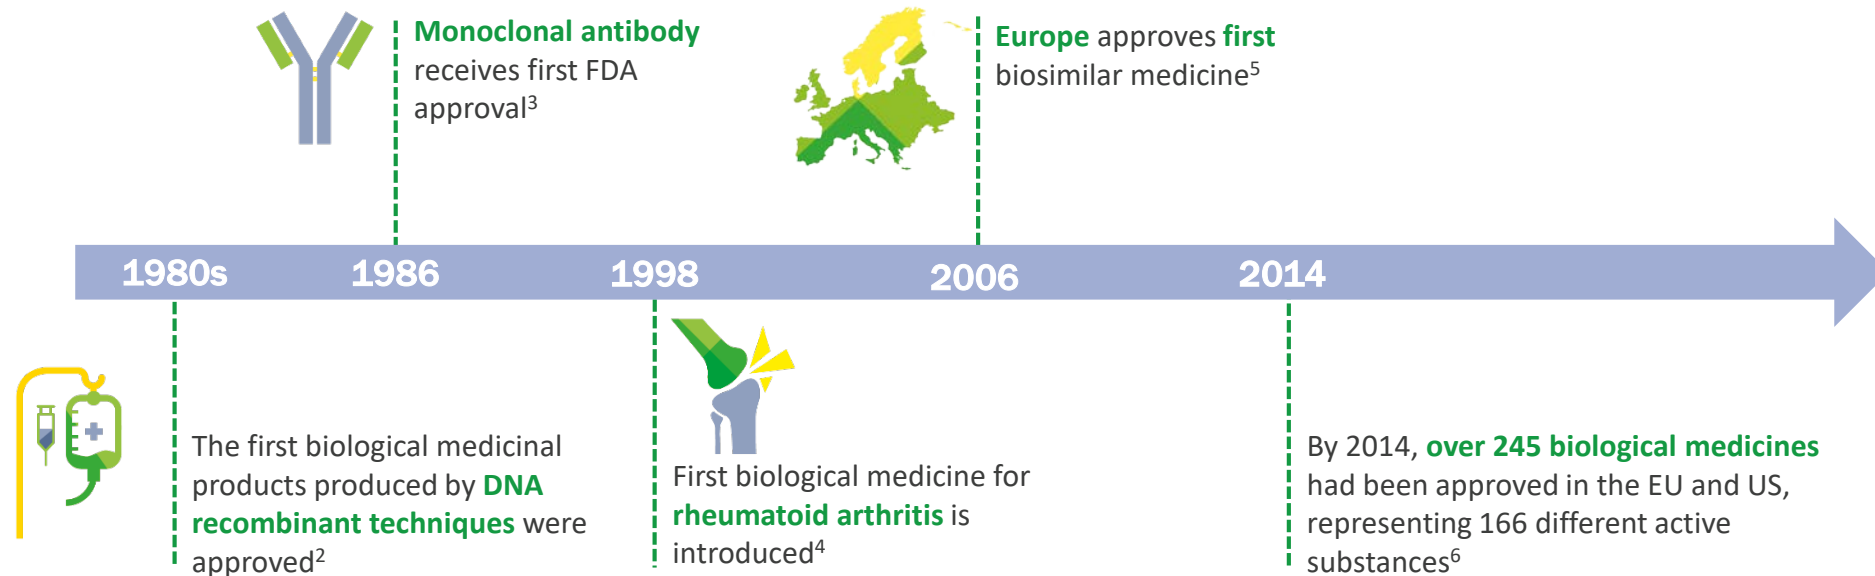 Monoclonal antibody
receives first FDA
approval³
Europe approves first
biosimilar medicine⁵
1980s
1986
1998
2006
2014
The first biological medicinal
products produced by DNA
recombinant techniques were
approved²
First biological medicine for
rheumatoid arthritis is
introduced⁴
By 2014, over 245 biological medicines
had been approved in the EU and US,
representing 166 different active
substances⁶